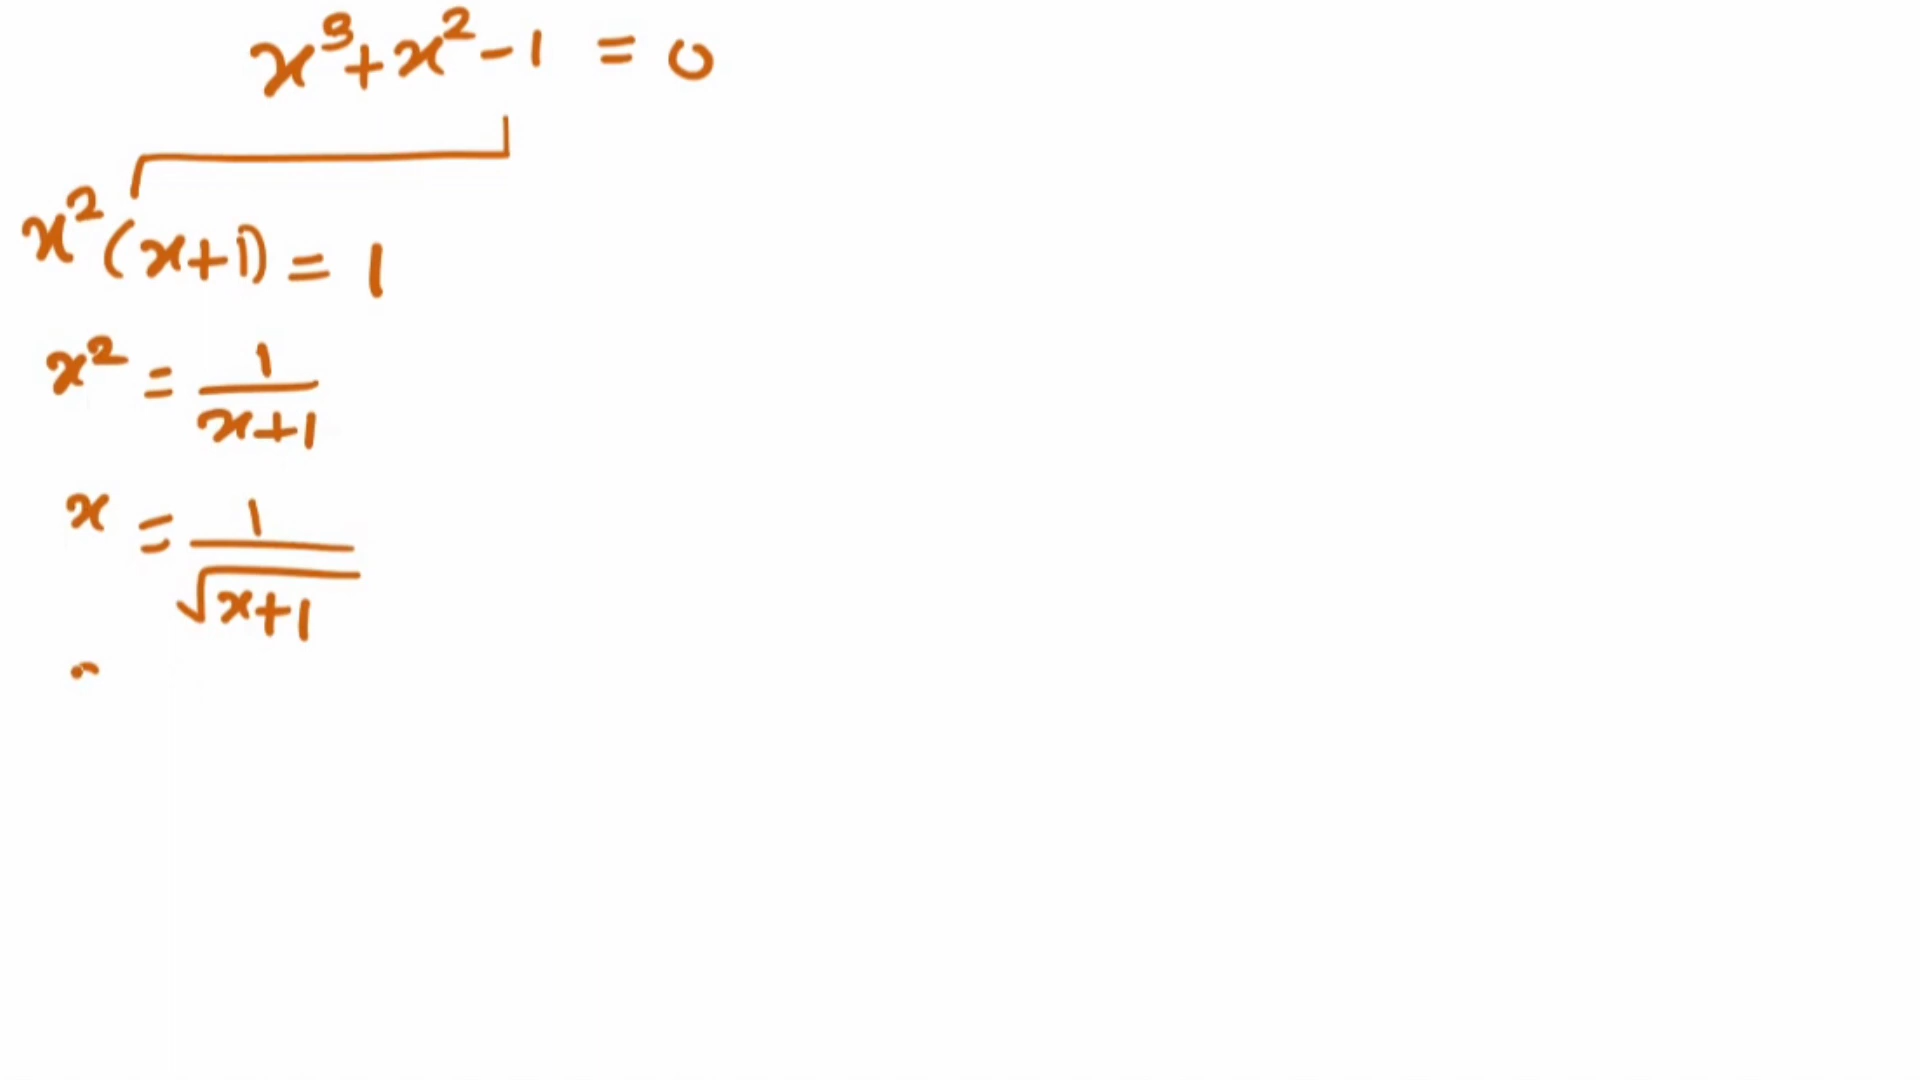 x³ + x² - 1 = 0
x² (x+1) = 1
x² = 1/(x+1)
x = 1/√(x+1)